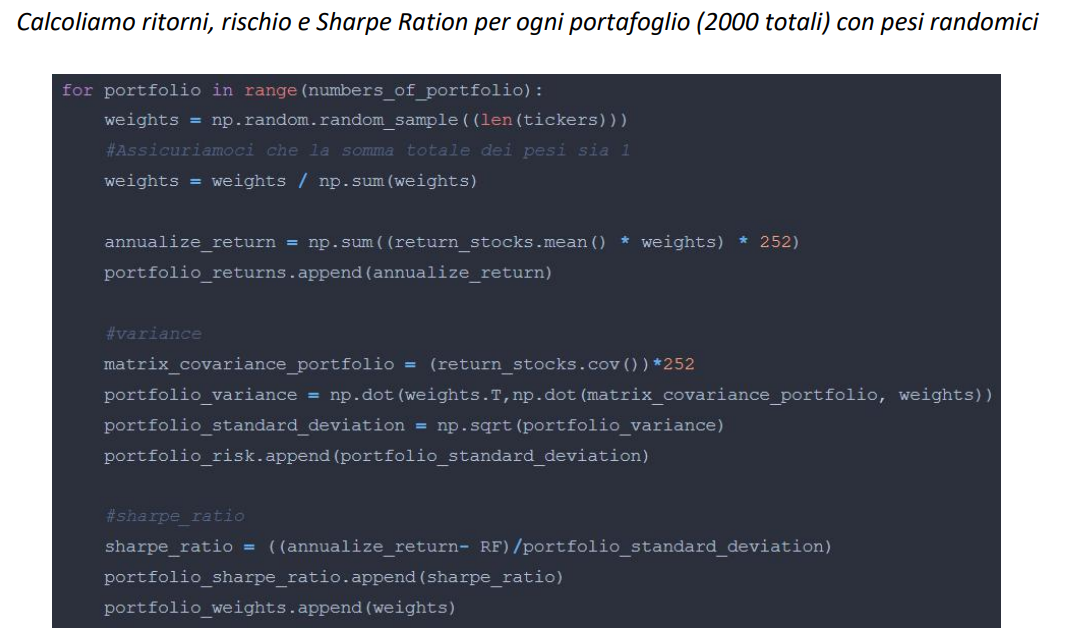 Calcoliamo ritorni, rischio e Sharpe Ration per ogni portafoglio (2000 totali) con pesi randomici
for portfolio in range(numbers_of_portfolio):
    weights = np.random.random_sample((len(tickers)))
    #Assicuriamoci che la somma totale dei pesi sia 1
    weights = weights / np.sum(weights)

    annualize_return = np.sum((return_stocks.mean() * weights) * 252)
    portfolio_returns.append(annualize_return)

    #variance
    matrix_covariance_portfolio = (return_stocks.cov())*252
    portfolio_variance = np.dot(weights.T,np.dot(matrix_covariance_portfolio, weights))
    portfolio_standard_deviation = np.sqrt(portfolio_variance)
    portfolio_risk.append(portfolio_standard_deviation)

    #sharpe_ratio
    sharpe_ratio = ((annualize_return- RF)/portfolio_standard_deviation)
    portfolio_sharpe_ratio.append(sharpe_ratio)
    portfolio_weights.append(weights)